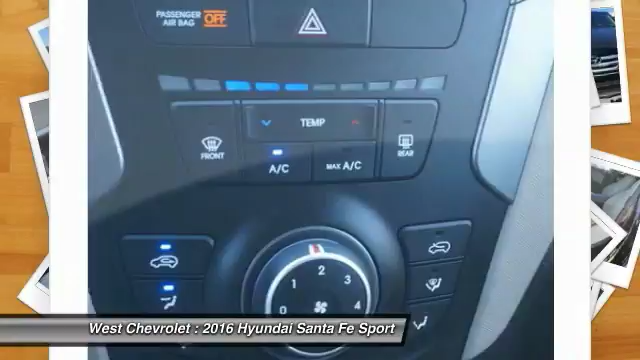 PASSENGER
AIR BAG OFF
TEMP
FRONT
REAR
A/C
MAX A/C
0 1 2 3 4
West Chevrolet : 2016 Hyundai Santa Fe Sport